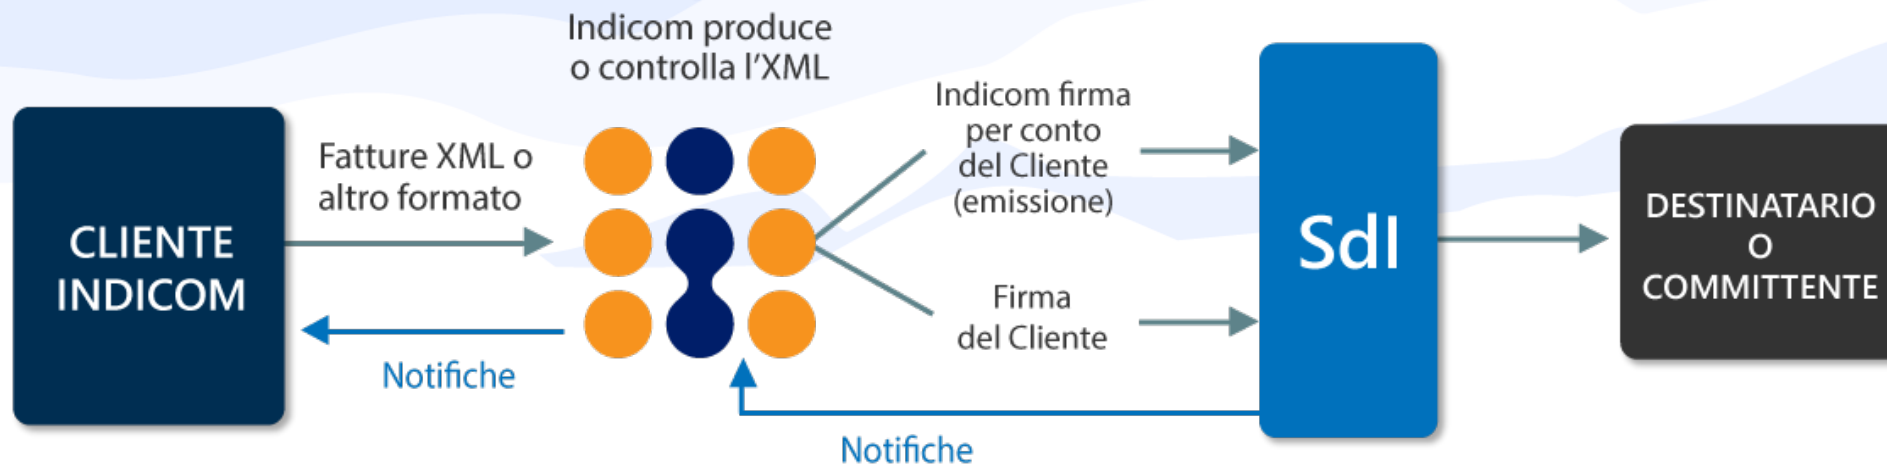 Indicom produce
o controlla l'XML
CLIENTE
INDICOM
Fatture XML o
altro formato
Notifiche
Indicom firma
per conto
del Cliente
(emissione)
Firma
del Cliente
Notifiche
SdI
DESTINATARIO
O
COMMITTENTE